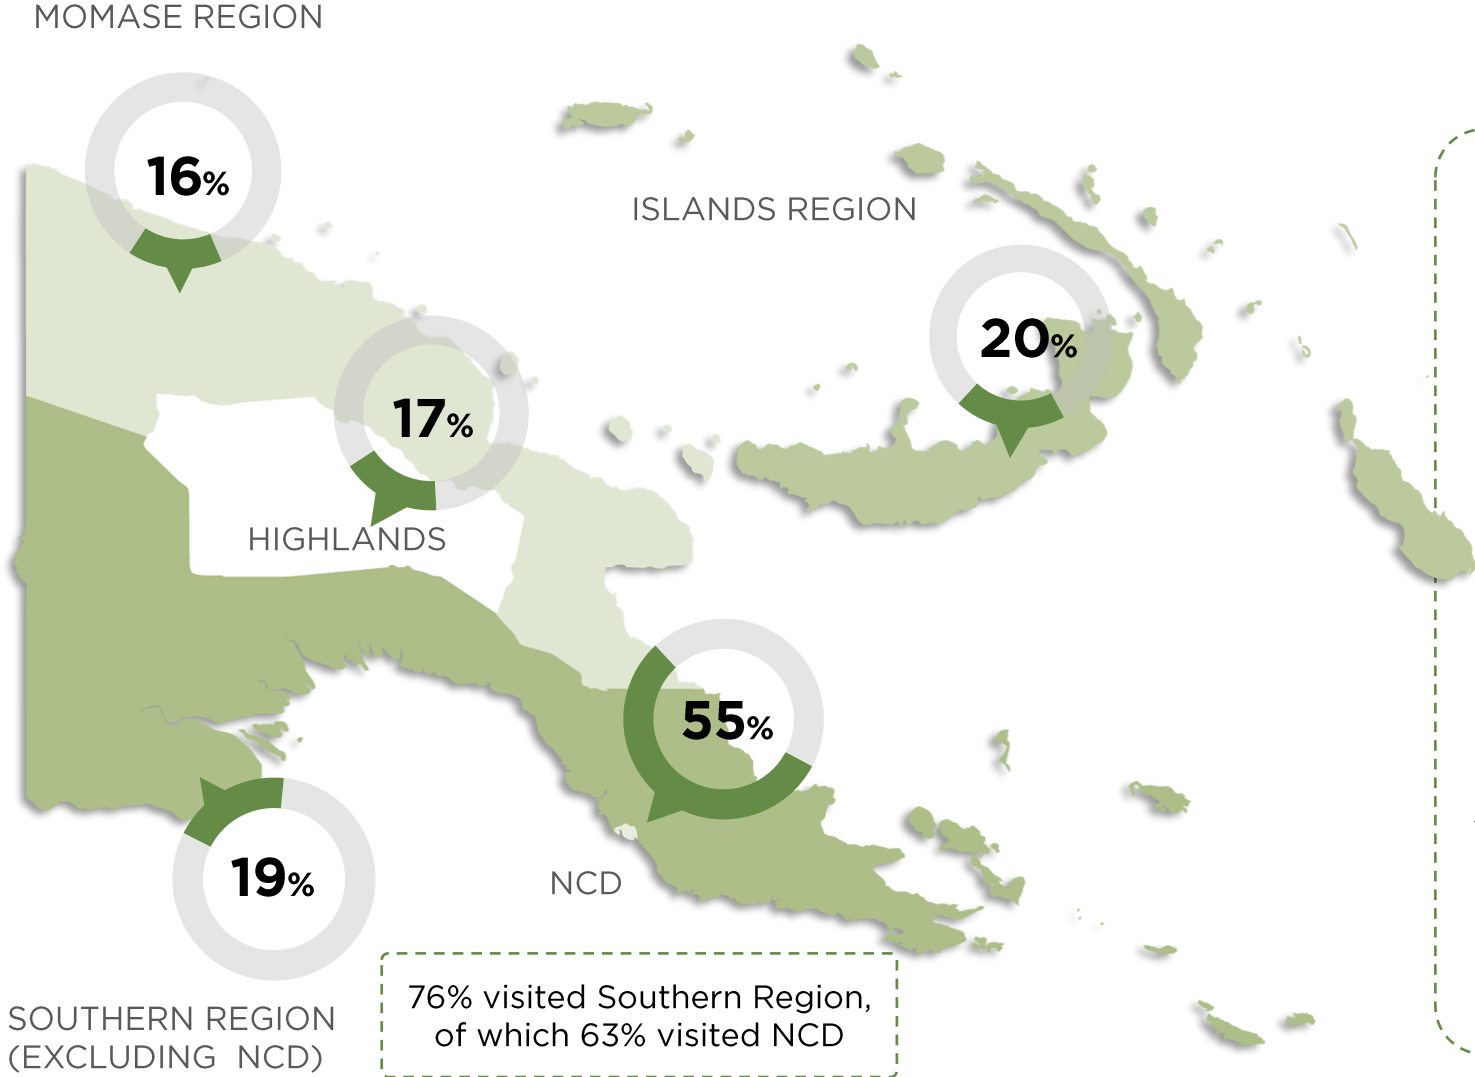 MOMASE REGION
16%
ISLANDS REGION
20%
17%
HIGHLANDS
55%
19%
NCD
76% visited Southern Region,
of which 63% visited NCD
SOUTHERN REGION
(EXCLUDING NCD)